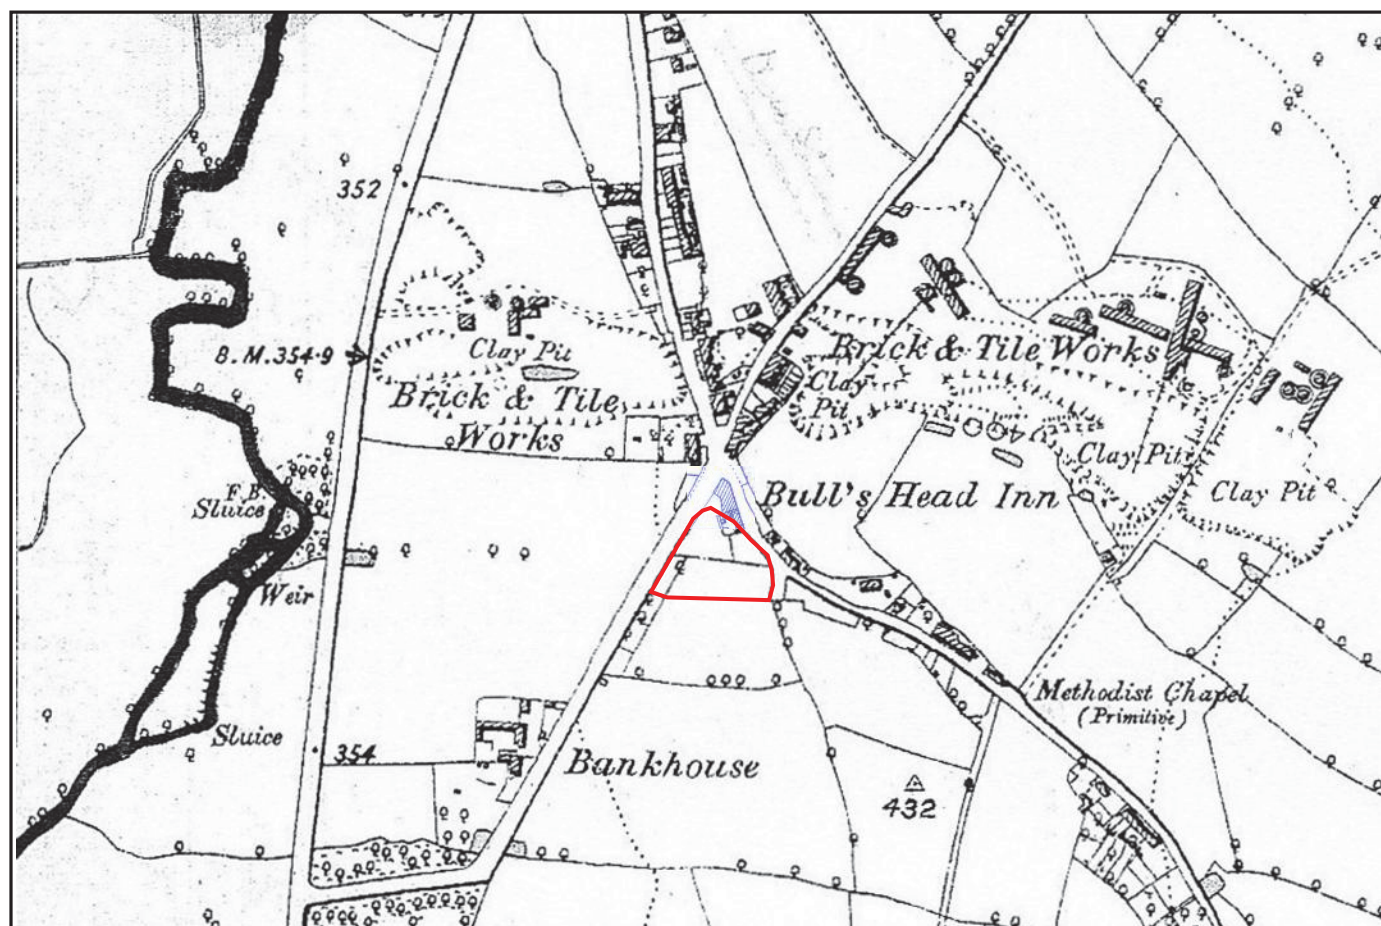 352
B.M.354·9
Clay Pit
Brick & Tile
Works
Brick & Tile Works
Clay
Pit
Clay Pit
Clay Pit
Bull's Head Inn
F.B.
Sluice
Weir
Sluice
354
Bankhouse
Methodist Chapel
(Primitive)
432